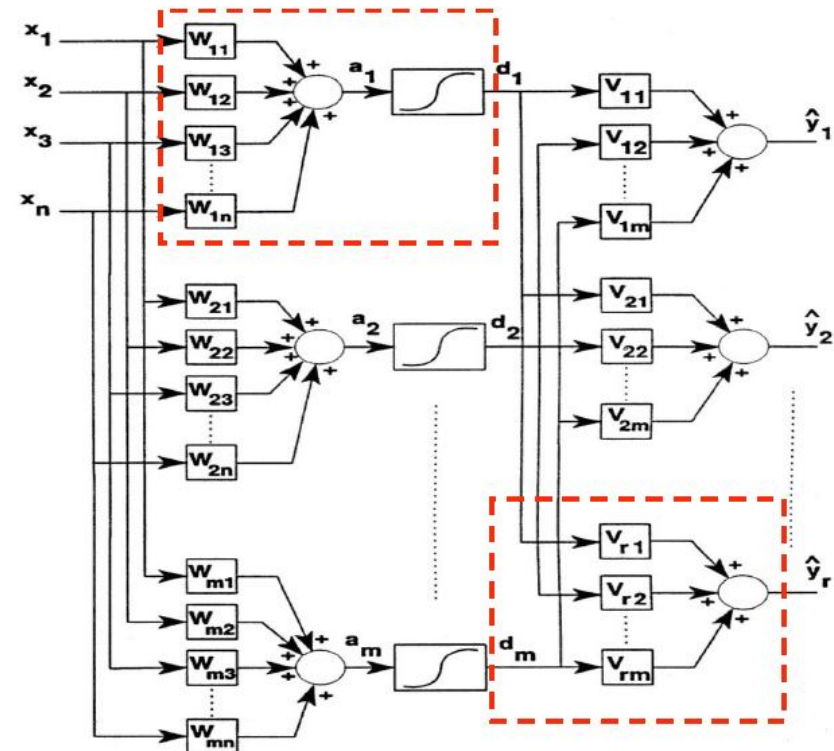 x₁ W₁₁ + a₁ d₁ V₁₁ +
x₂ W₁₂ + V₁₂ + ŷ₁
x₃ W₁₃ + +
xₙ W₁ₙ V₁ₘ +
W₂₁ + a₂ d₂ V₂₁ +
W₂₂ + V₂₂ + ŷ₂
W₂₃ + +
W₂ₙ V₂ₘ +
Vᵣ₁ +
Wₘ₁ + Vᵣ₂ + ŷᵣ
Wₘ₂ + aₘ dₘ
Wₘ₃ + + Vᵣₘ +
Wₘₙ